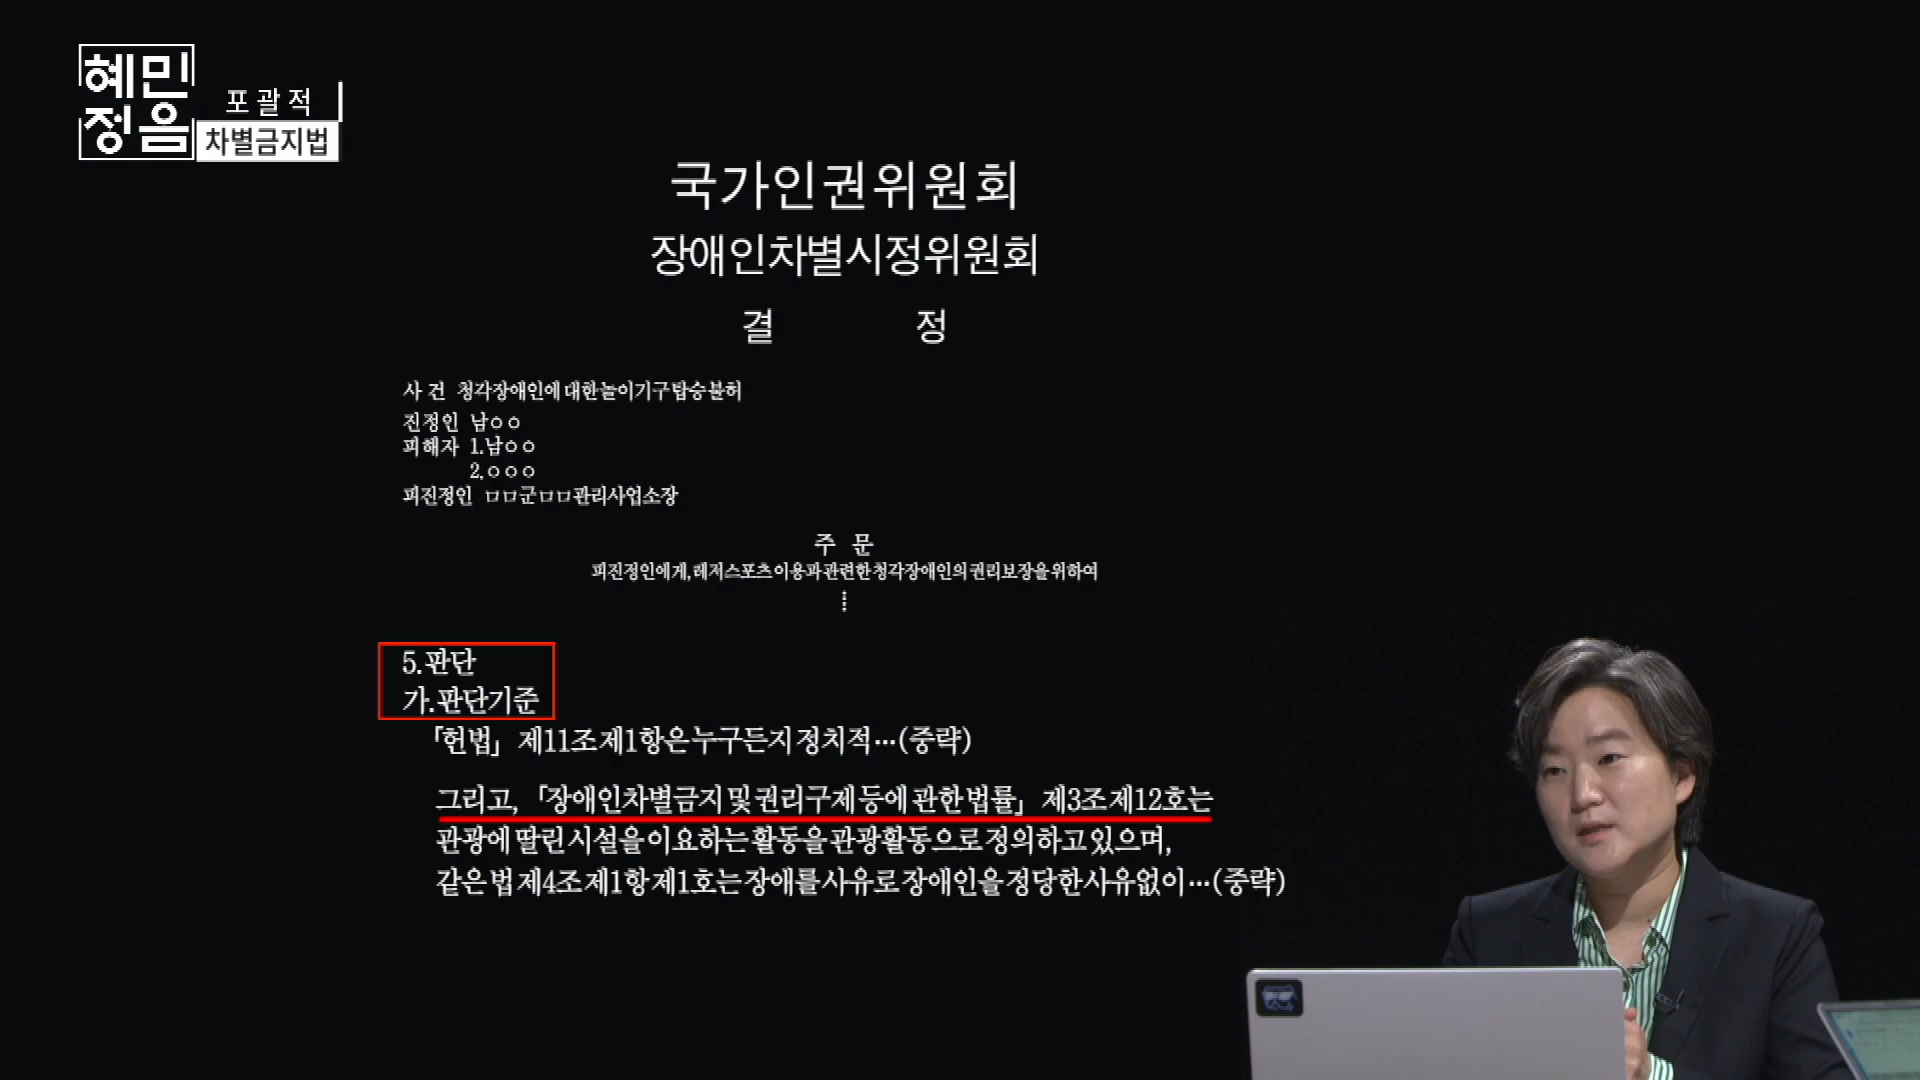 혜민
정음
포괄적
차별금지법
국가인권위원회
장애인차별시정위원회
결 정
사 건 청각장애인에 대한 놀이기구 탑승 불허
진정인 남ㅇㅇ
피해자 1.남ㅇㅇ
2.ㅇㅇㅇ
피진정인 ㅁㅁ군 ㅁㅁ관리사업소장
주 문
피진정인에게, 레저스포츠 이용과 관련한 청각장애인의 권리보장을 위하여
⋮
5.판단
가.판단기준
「헌법」 제11조 제1항은 누구든지 정치적…(중략)
그리고, 「장애인차별금지 및 권리구제 등에 관한 법률」 제3조 제12호는
관광에 딸린 시설을 이요하는 활동을 관광활동으로 정의하고 있으며,
같은 법 제4조 제1항 제1호는 장애를 사유로 장애인을 정당한 사유 없이…(중략)